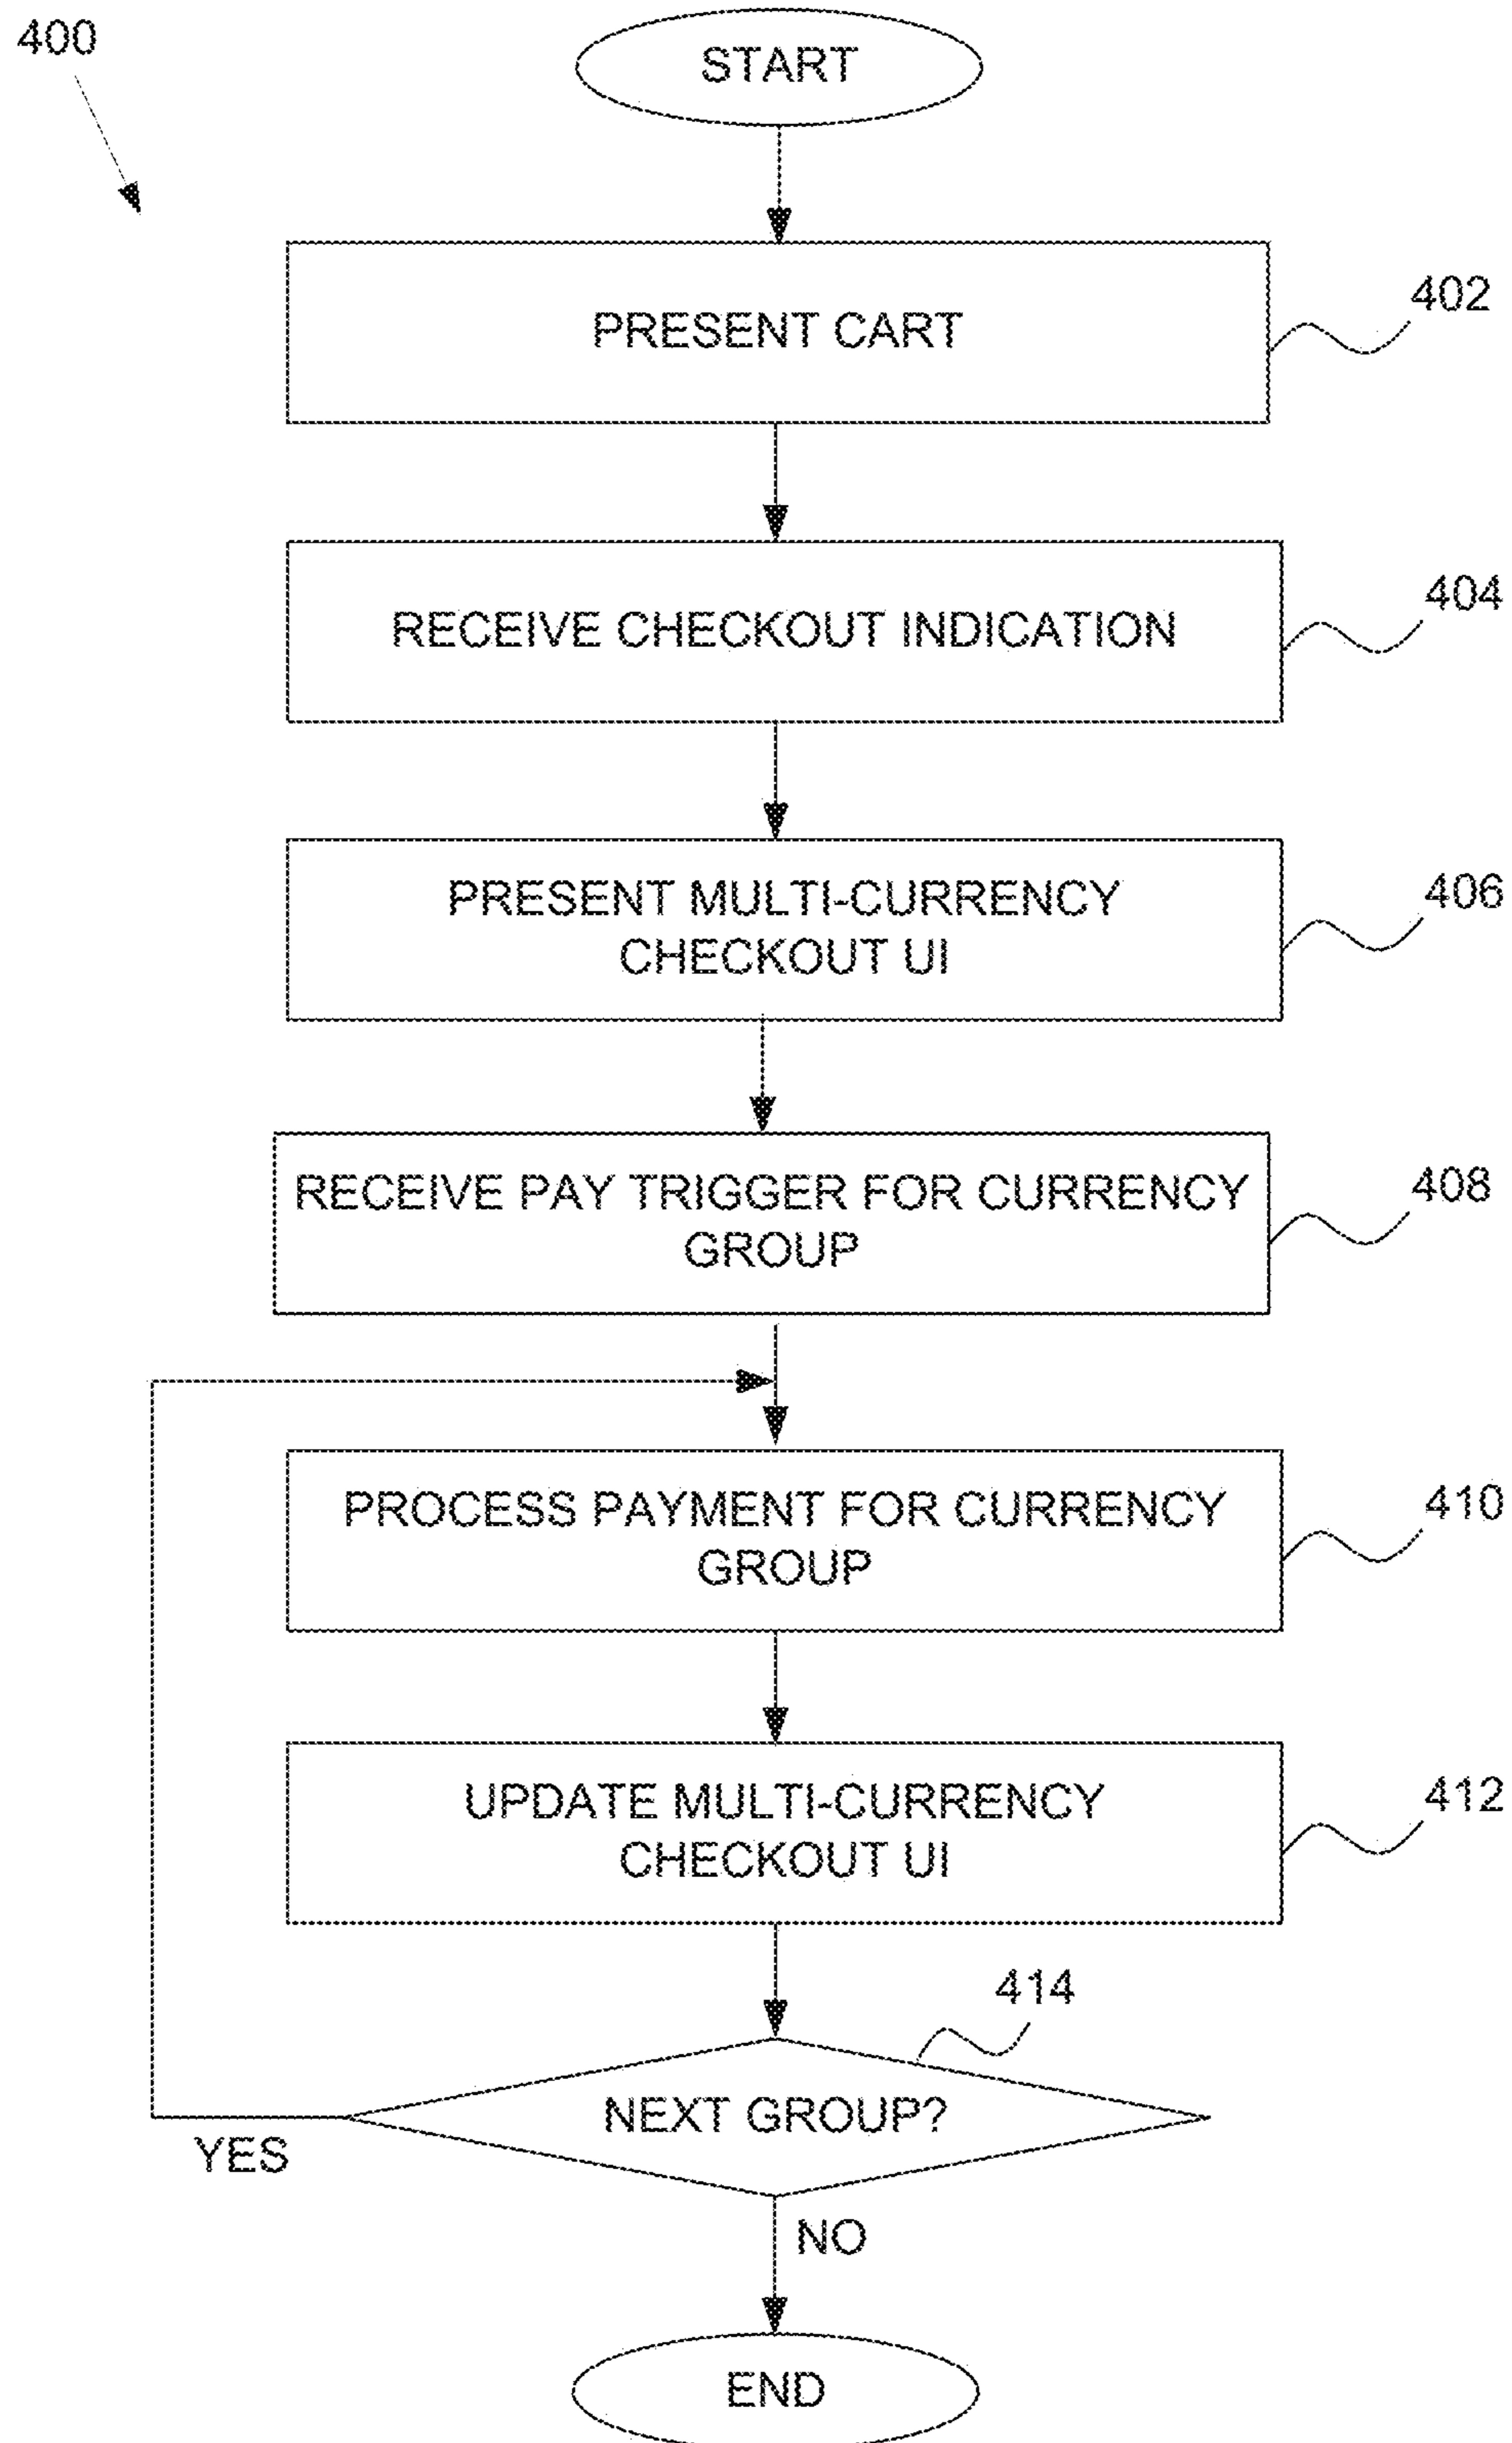 400
START
PRESENT CART
402
RECEIVE CHECKOUT INDICATION
404
PRESENT MULTI-CURRENCY
CHECKOUT UI
406
RECEIVE PAY TRIGGER FOR CURRENCY
GROUP
408
PROCESS PAYMENT FOR CURRENCY
GROUP
410
UPDATE MULTI-CURRENCY
CHECKOUT UI
412
414
NEXT GROUP?
YES
NO
END